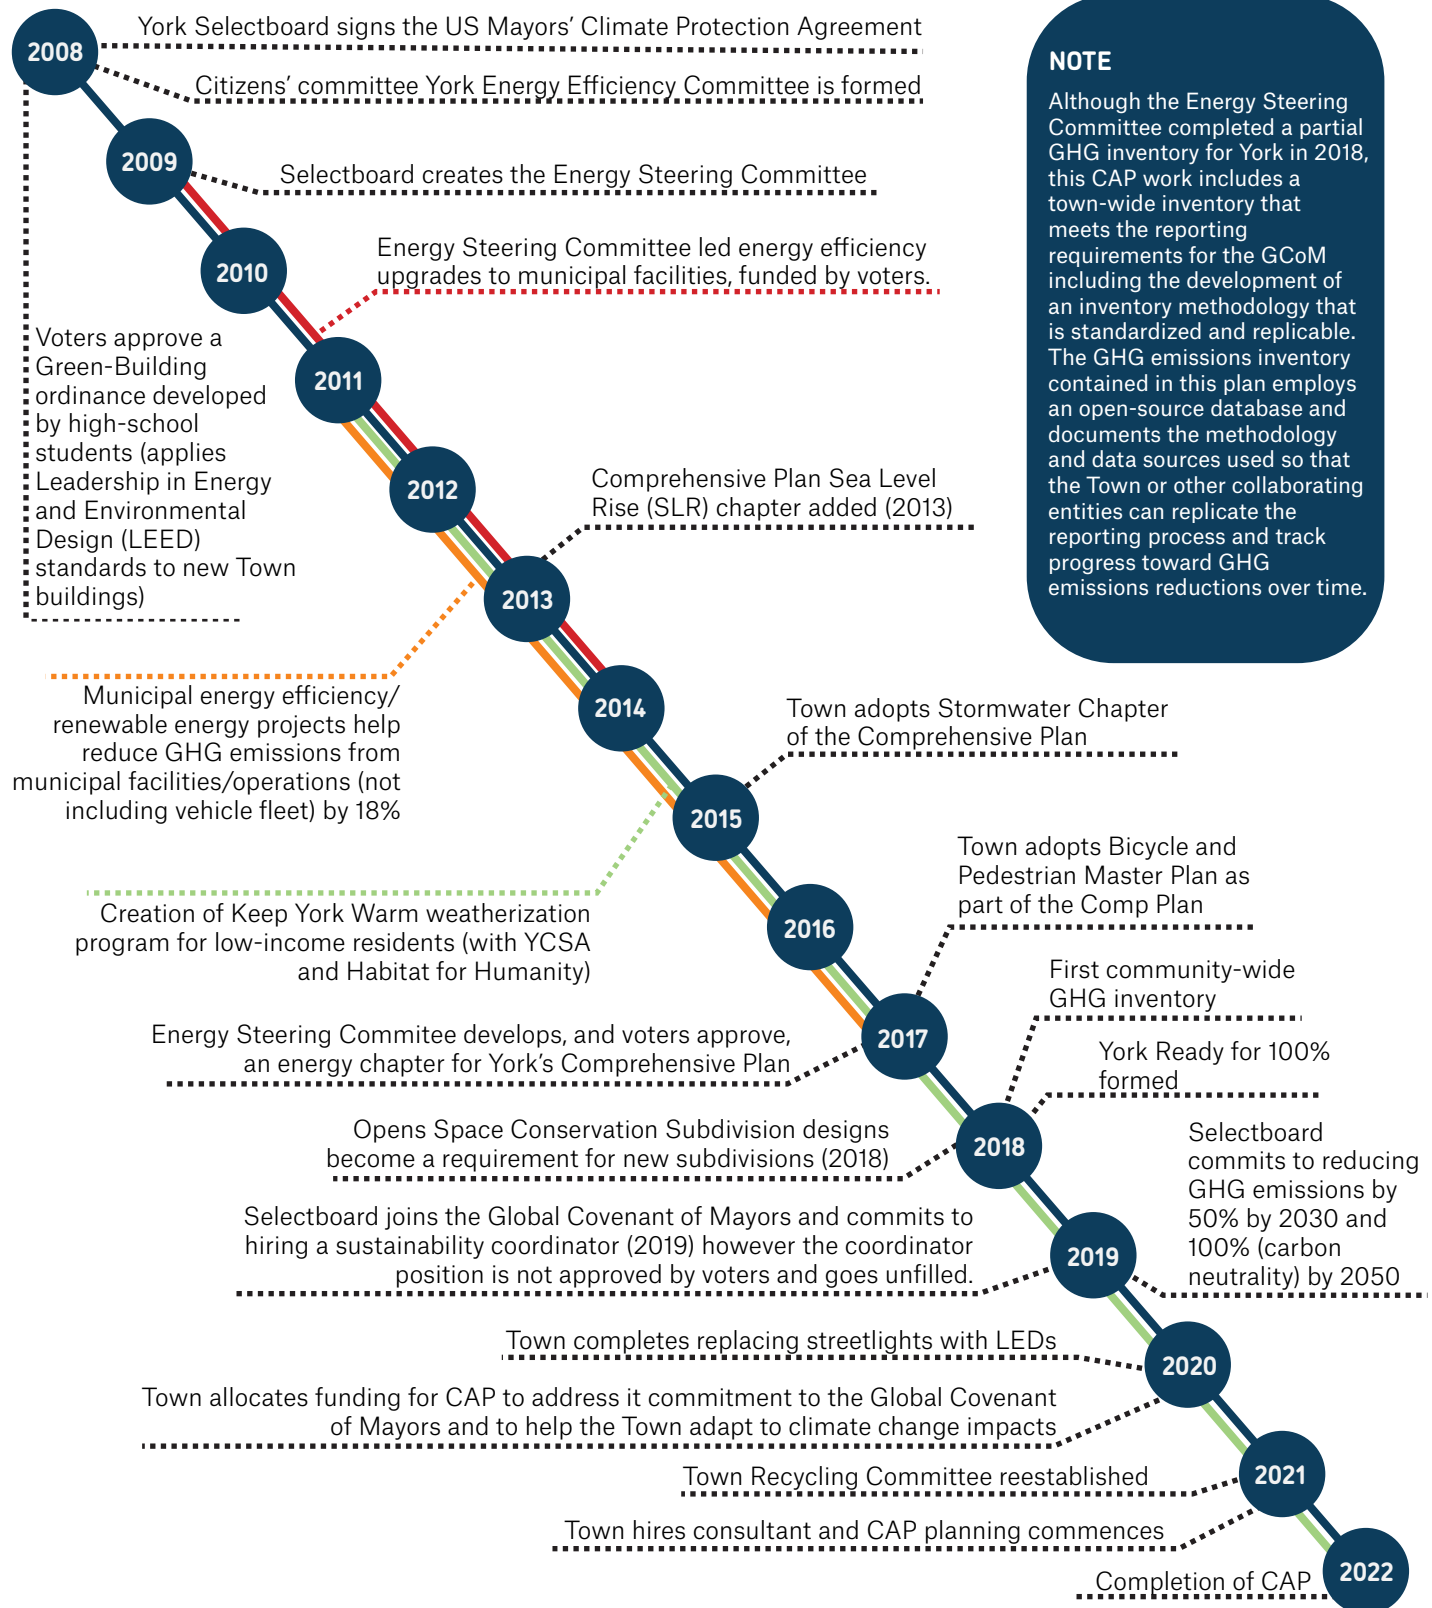 2008
York Selectboard signs the US Mayors’ Climate Protection Agreement
Citizens’ committee York Energy Efficiency Committee is formed
Voters approve a
Green-Building
ordinance developed
by high-school
students (applies
Leadership in Energy
and Environmental
Design (LEED)
standards to new Town
buildings)
2009
Selectboard creates the Energy Steering Committee
2010
Energy Steering Committee led energy efficiency
upgrades to municipal facilities, funded by voters.
2011
2012
Municipal energy efficiency/
renewable energy projects help
reduce GHG emissions from
municipal facilities/operations (not
including vehicle fleet) by 18%
2013
Comprehensive Plan Sea Level
Rise (SLR) chapter added (2013)
2014
Creation of Keep York Warm weatherization
program for low-income residents (with YCSA
and Habitat for Humanity)
2015
Town adopts Stormwater Chapter
of the Comprehensive Plan
2016
2017
Town adopts Bicycle and
Pedestrian Master Plan as
part of the Comp Plan
Energy Steering Commitee develops, and voters approve,
an energy chapter for York’s Comprehensive Plan
2018
First community-wide
GHG inventory
York Ready for 100%
formed
Opens Space Conservation Subdivision designs
become a requirement for new subdivisions (2018)
2019
Selectboard joins the Global Covenant of Mayors and commits to
hiring a sustainability coordinator (2019) however the coordinator
position is not approved by voters and goes unfilled.
Selectboard
commits to reducing
GHG emissions by
50% by 2030 and
100% (carbon
neutrality) by 2050
2020
Town completes replacing streetlights with LEDs
Town allocates funding for CAP to address it commitment to the Global Covenant
of Mayors and to help the Town adapt to climate change impacts
2021
Town Recycling Committee reestablished
Town hires consultant and CAP planning commences
2022
Completion of CAP
NOTE
Although the Energy Steering
Committee completed a partial
GHG inventory for York in 2018,
this CAP work includes a
town-wide inventory that
meets the reporting
requirements for the GCoM
including the development of
an inventory methodology that
is standardized and replicable.
The GHG emissions inventory
contained in this plan employs
an open-source database and
documents the methodology
and data sources used so that
the Town or other collaborating
entities can replicate the
reporting process and track
progress toward GHG
emissions reductions over time.